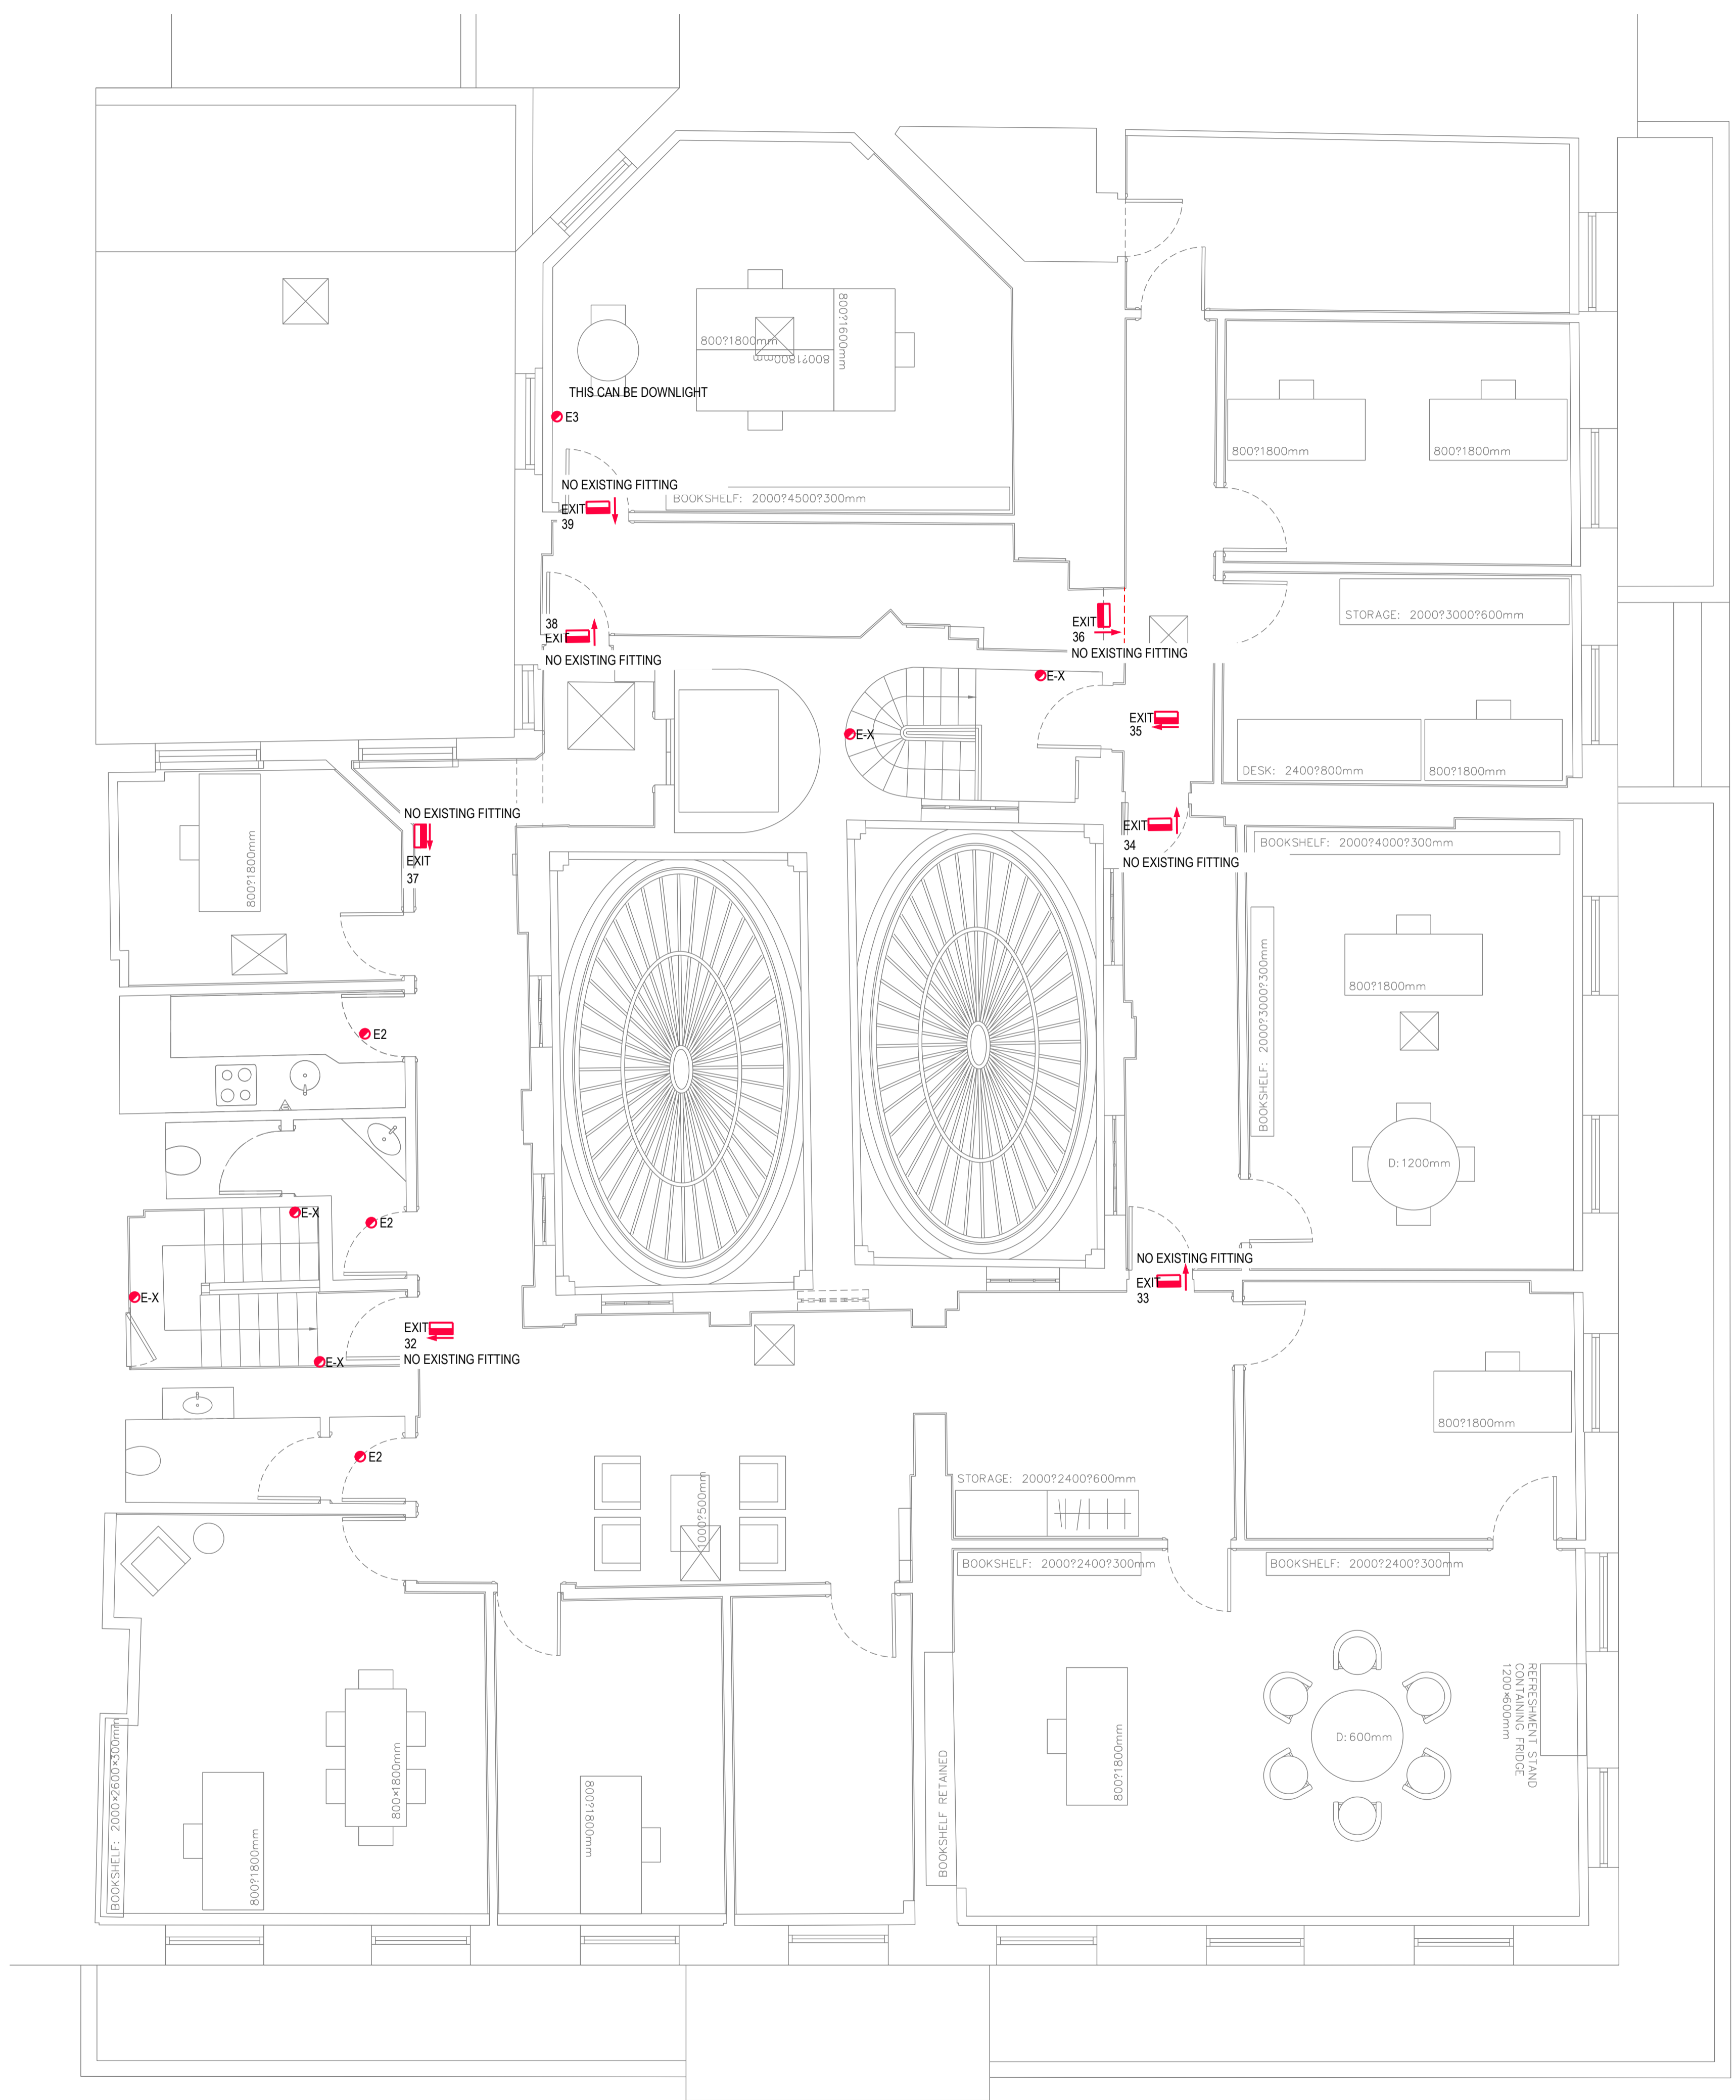 800?1800mm
800?1800mm
800?1600mm
THIS CAN BE DOWNLIGHT
E3
800?1800mm
800?1800mm
NO EXISTING FITTING
BOOKSHELF: 2000?4500?300mm
EXIT
39
STORAGE: 2000?3000?600mm
38
EXIT
NO EXISTING FITTING
EXIT
36
NO EXISTING FITTING
E-X
E-X
EXIT
35
DESK: 2400?800mm
800?1800mm
NO EXISTING FITTING
EXIT
37
800?1800mm
EXIT
34
NO EXISTING FITTING
BOOKSHELF: 2000?4000?300mm
BOOKSHELF: 2000?3000?300mm
800?1800mm
E2
D:1200mm
E-X
E2
E-X
NO EXISTING FITTING
EXIT
33
EXIT
32
NO EXISTING FITTING
E-X
800?1800mm
E2
1000?500mm
STORAGE: 2000?2400?600mm
BOOKSHELF: 2000?2400?300mm
BOOKSHELF: 2000?2400?300mm
REFRESHMENT STAND
CONTAINING FRIDGE
1200×600mm
D:600mm
800?1800mm
BOOKSHELF RETAINED
BOOKSHELF: 2000×2600×300mm
800×1800mm
800?1800mm
800?1800mm